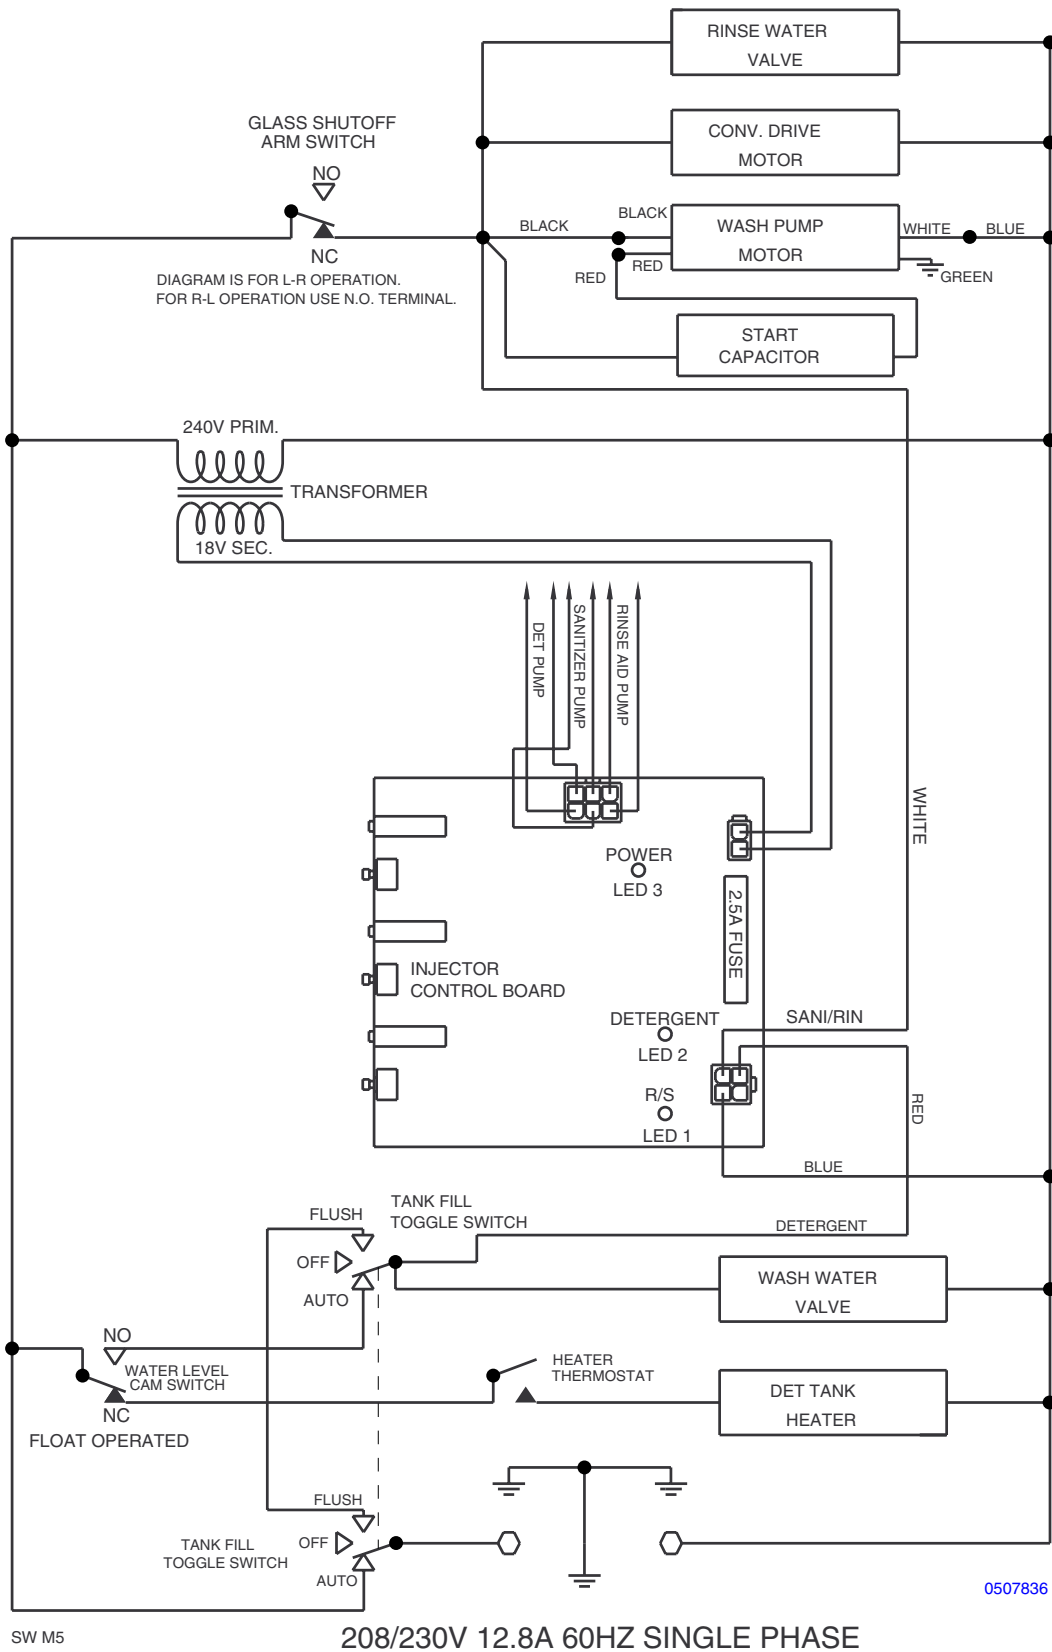 RINSE WATER
VALVE
GLASS SHUTOFF
ARM SWITCH
CONV. DRIVE
MOTOR
NO
BLACK
BLACK
WASH PUMP
MOTOR
WHITE
BLUE
NC
RED
RED
GREEN
DIAGRAM IS FOR L-R OPERATION.
FOR R-L OPERATION USE N.O. TERMINAL.
START
CAPACITOR
240V PRIM.
TRANSFORMER
18V SEC.
DET PUMP
SANITIZER PUMP
RINSE AID PUMP
WHITE
POWER
LED 3
2.5A FUSE
INJECTOR
CONTROL BOARD
DETERGENT
LED 2
SANI/RIN
R/S
LED 1
RED
BLUE
TANK FILL
TOGGLE SWITCH
FLUSH
DETERGENT
OFF
AUTO
WASH WATER
VALVE
NO
WATER LEVEL
CAM SWITCH
NC
FLOAT OPERATED
HEATER
THERMOSTAT
DET TANK
HEATER
FLUSH
OFF
TANK FILL
TOGGLE SWITCH
AUTO
0507836
SW M5
208/230V 12.8A 60HZ SINGLE PHASE